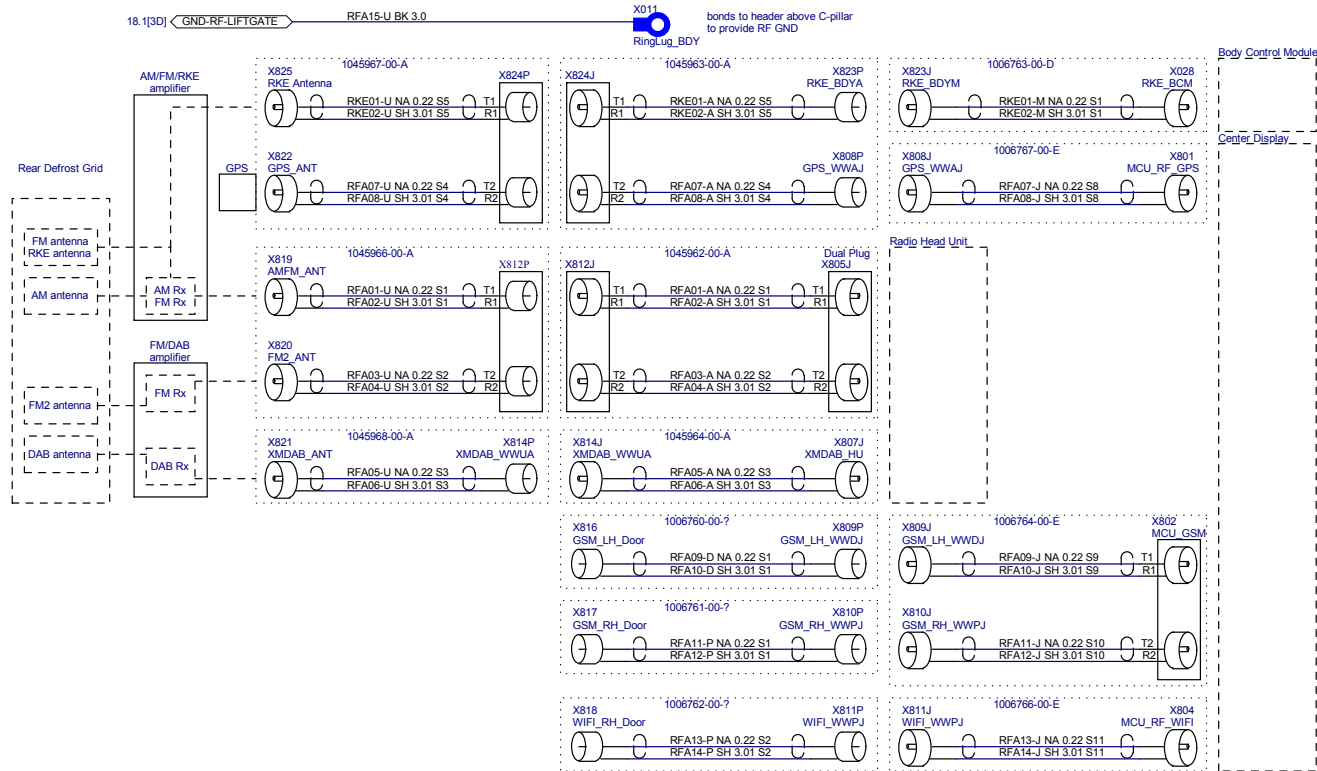 18.1[3D]
GND-RF-LIFTGATE
RFA15-U BK 3.0
X011
RingLug_BDY
bonds to header above C-pillar
to provide RF GND
AM/FM/RKE
amplifier
Rear Defrost Grid
FM antenna
RKE antenna
AM antenna
AM Rx
FM Rx
FM/DAB
amplifier
FM2 antenna
FM Rx
DAB antenna
DAB Rx
GPS
1045967-00-A
X825
RKE Antenna
X824P
RKE01-U NA 0.22 S5
T1
RKE02-U SH 3.01 S5
R1
X822
GPS_ANT
RFA07-U NA 0.22 S4
T2
RFA08-U SH 3.01 S4
R2
1045963-00-A
X824J
X823P
RKE_BDYA
T1
RKE01-A NA 0.22 S5
R1
RKE02-A SH 3.01 S5
X808P
GPS_WWAJ
T2
RFA07-A NA 0.22 S4
R2
RFA08-A SH 3.01 S4
1006763-00-D
X823J
RKE_BDYM
X028
RKE_BCM
RKE01-M NA 0.22 S1
RKE02-M SH 3.01 S1
Body Control Module
Center Display
1006767-00-E
X808J
GPS_WWAJ
X801
MCU_RF_GPS
RFA07-J NA 0.22 S8
RFA08-J SH 3.01 S8
1045966-00-A
X819
AMFM_ANT
X812P
RFA01-U NA 0.22 S1
T1
RFA02-U SH 3.01 S1
R1
X820
FM2_ANT
RFA03-U NA 0.22 S2
T2
RFA04-U SH 3.01 S2
R2
1045962-00-A
X812J
Dual Plug
X805J
T1
RFA01-A NA 0.22 S1
T1
R1
RFA02-A SH 3.01 S1
R1
T2
RFA03-A NA 0.22 S2
T2
R2
RFA04-A SH 3.01 S2
R2
Radio Head Unit
1045968-00-A
X821
XMDAB_ANT
X814P
XMDAB_WWUA
RFA05-U NA 0.22 S3
RFA06-U SH 3.01 S3
1045964-00-A
X814J
XMDAB_WWUA
X807J
XMDAB_HU
RFA05-A NA 0.22 S3
RFA06-A SH 3.01 S3
1006760-00-?
X816
GSM_LH_Door
X809P
GSM_LH_WWDJ
RFA09-D NA 0.22 S1
RFA10-D SH 3.01 S1
1006764-00-E
X809J
GSM_LH_WWDJ
X802
MCU_GSM
RFA09-J NA 0.22 S9
T1
RFA10-J SH 3.01 S9
R1
1006761-00-?
X817
GSM_RH_Door
X810P
GSM_RH_WWPJ
RFA11-P NA 0.22 S1
RFA12-P SH 3.01 S1
X810J
GSM_RH_WWPJ
RFA11-J NA 0.22 S10
T2
RFA12-J SH 3.01 S10
R2
1006762-00-?
X818
WIFI_RH_Door
X811P
WIFI_WWPJ
RFA13-P NA 0.22 S2
RFA14-P SH 3.01 S2
1006766-00-E
X811J
WIFI_WWPJ
X804
MCU_RF_WIFI
RFA13-J NA 0.22 S11
RFA14-J SH 3.01 S11